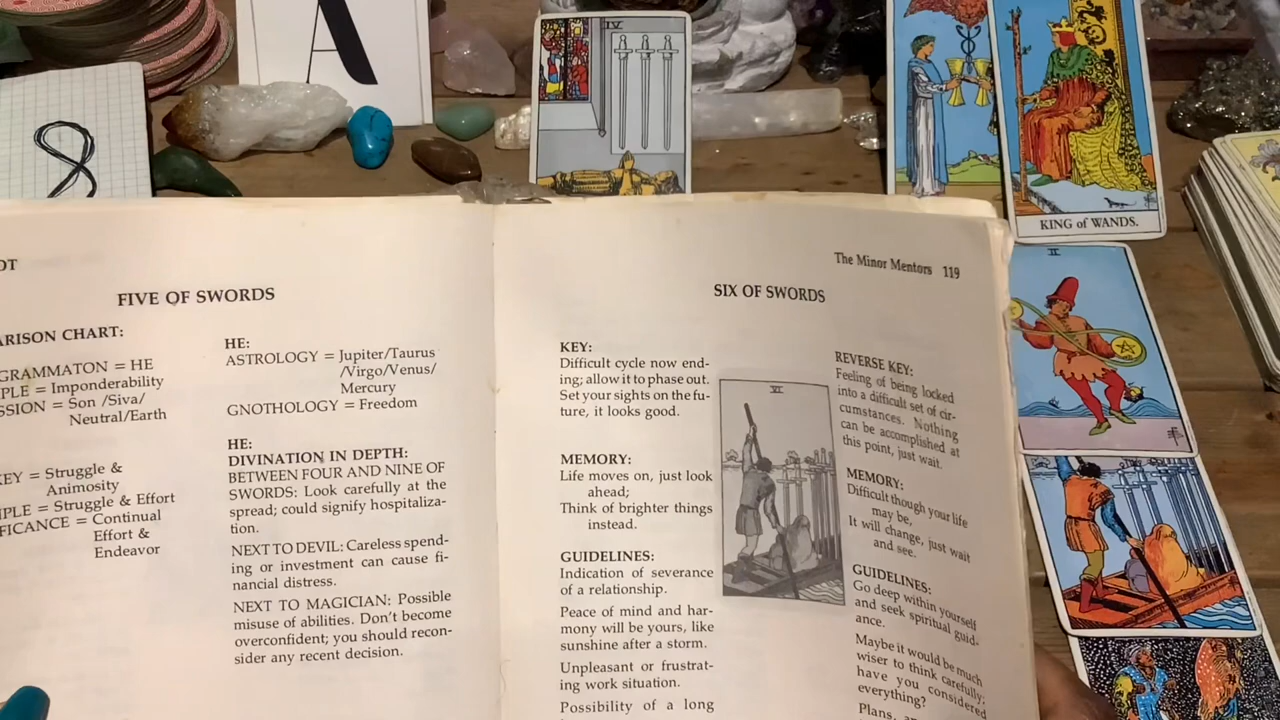 A
8
IV
KING of WANDS.
II
OT
FIVE OF SWORDS
ARISON CHART:
GRAMMATON = HE
PLE = Imponderability
SSION = Son /Siva/
Neutral/Earth
KEY = Struggle &
Animosity
IPLE = Struggle & Effort
FICANCE = Continual
Effort &
Endeavor
HE:
ASTROLOGY = Jupiter/Taurus
/Virgo/Venus/
Mercury
GNOTHOLOGY = Freedom
HE:
DIVINATION IN DEPTH:
BETWEEN FOUR AND NINE OF
SWORDS: Look carefully at the
spread; could signify hospitaliza-
tion.
NEXT TO DEVIL: Careless spend-
ing or investment can cause fi-
nancial distress.
NEXT TO MAGICIAN: Possible
misuse of abilities. Don't become
overconfident; you should recon-
sider any recent decision.
The Minor Mentors 119
SIX OF SWORDS
KEY:
Difficult cycle now end-
ing; allow it to phase out.
Set your sights on the fu-
ture, it looks good.
MEMORY:
Life moves on, just look
ahead;
Think of brighter things
instead.
GUIDELINES:
Indication of severance
of a relationship.
Peace of mind and har-
mony will be yours, like
sunshine after a storm.
Unpleasant or frustrat-
ing work situation.
Possibility of a long
VI
REVERSE KEY:
Feeling of being locked
into a difficult set of cir-
cumstances. Nothing
can be accomplished at
this point, just wait.
MEMORY:
Difficult though your life
may be,
It will change, just wait
and see.
GUIDELINES:
Go deep within yourself
and seek spiritual guid-
ance.
Maybe it would be much
wiser to think carefully;
have you considered
everything?
Plans,